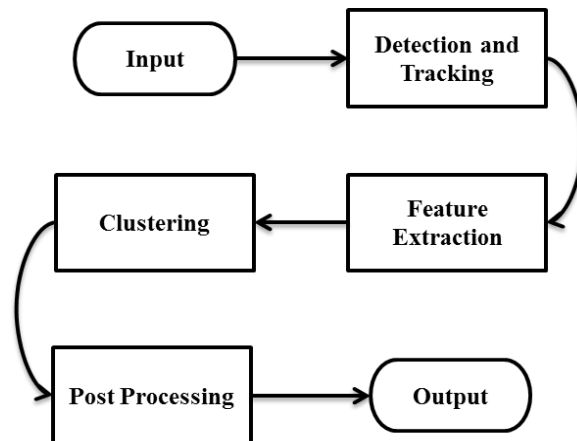 Input
Detection and
Tracking
Clustering
Feature
Extraction
Post Processing
Output